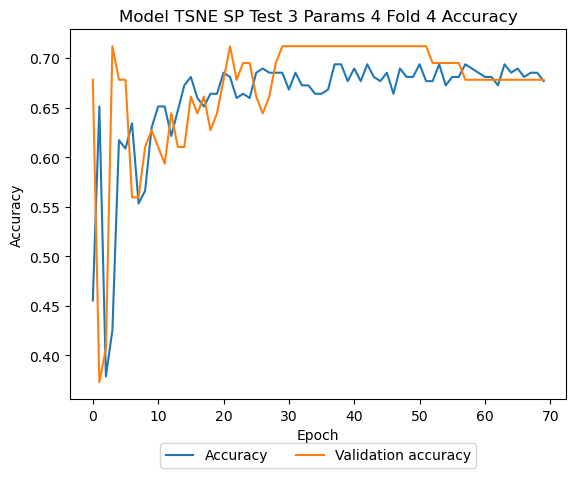 Model TSNE SP Test 3 Params 4 Fold 4 Accuracy
0.70
0.65
0.60
0.55
0.50
0.45
0.40
Accuracy
0 10 20 30 40 50 60 70
Epoch
Accuracy Validation accuracy